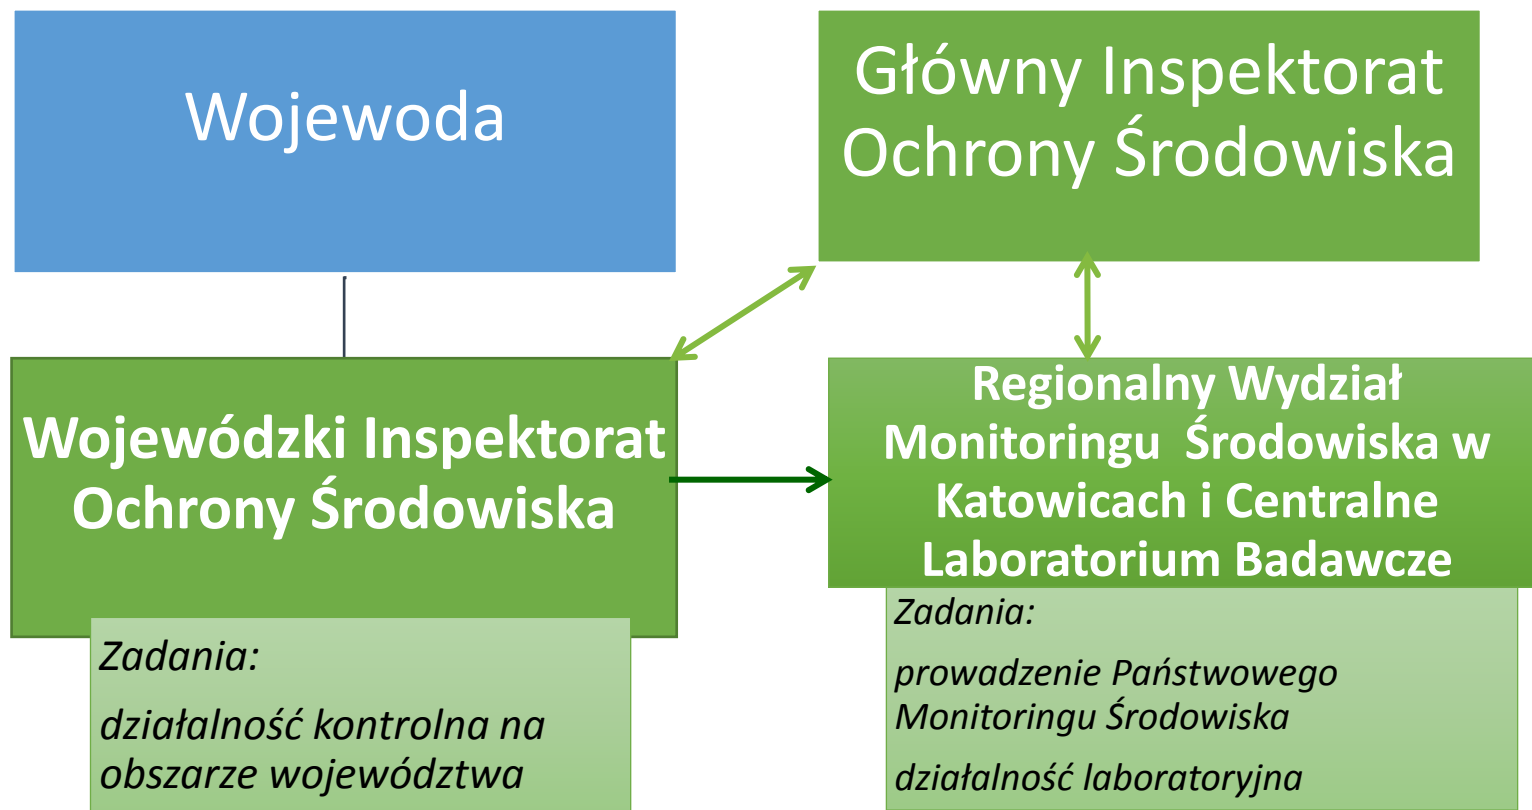 Wojewoda
Główny Inspektorat
Ochrony Środowiska
Wojewódzki Inspektorat
Ochrony Środowiska
Zadania:
działalność kontrolna na
obszarze województwa
Regionalny Wydział
Monitoringu Środowiska w
Katowicach i Centralne
Laboratorium Badawcze
Zadania:
prowadzenie Państwowego
Monitoringu Środowiska
działalność laboratoryjna